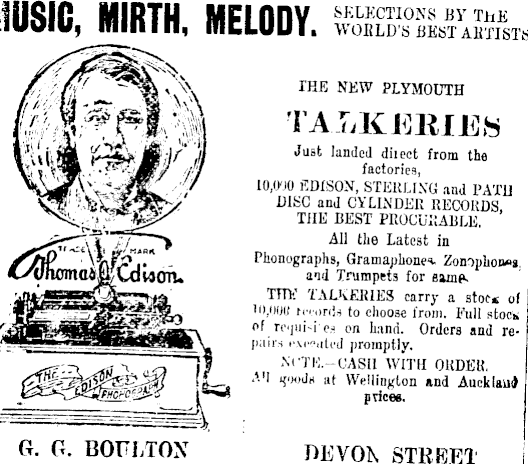 MUSIC, MIRTH, MELODY.
SELECTIONS BY THE
WORLD'S BEST ARTISTS
TRADE MARK
Thomas A Edison
THE
EDISON
PHONOGRAPH
G. G. BOULTON
THE NEW PLYMOUTH
TALKERIES
Just landed direct from the
factories,
10,000 EDISON, STERLING and PATH
DISC and CYLINDER RECORDS,
THE BEST PROCURABLE.
All the Latest in
Phonographs, Gramaphones Zonophones,
and Trumpets for same.
THE TALKERIES carry a stock of
10,000 records to choose from. Full stock
of requisites on hand. Orders and re-
pairs executed promptly.
NOTE.—CASH WITH ORDER.
All goods at Wellington and Auckland
prices.
DEVON STREET